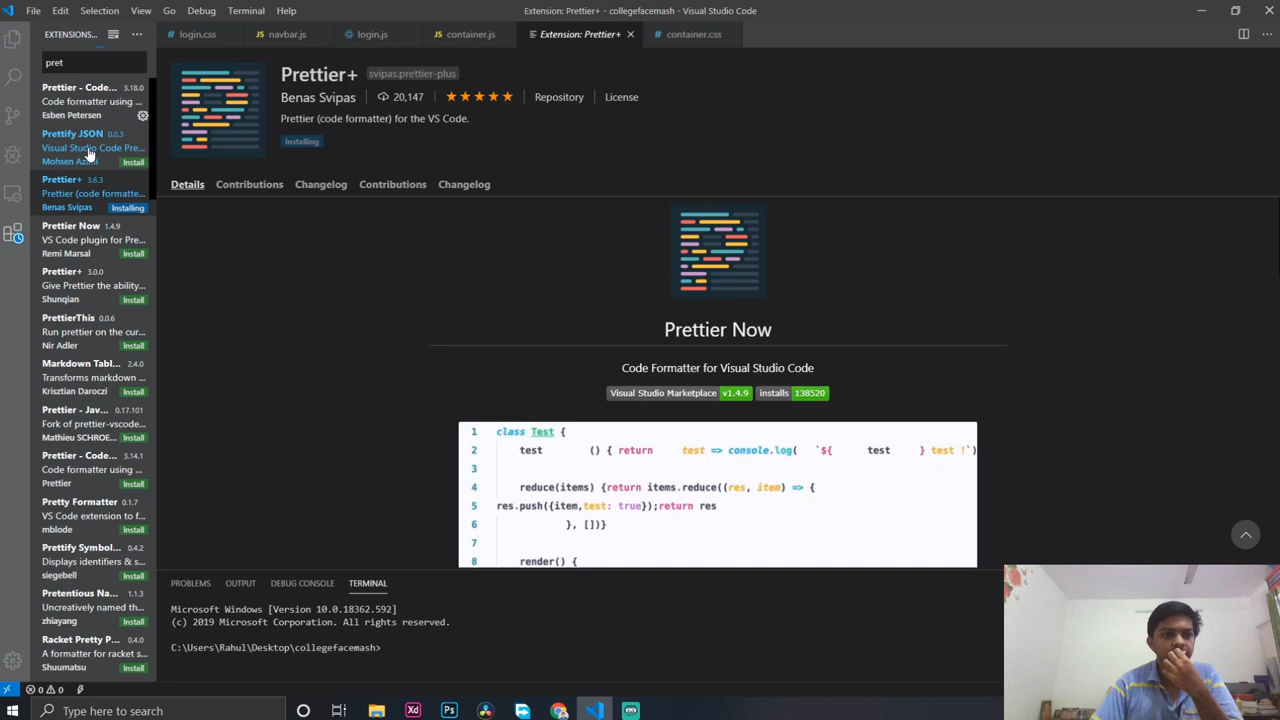 File Edit Selection View Go Debug Terminal Help
Extension: Prettier+ - collegefacemash - Visual Studio Code
EXTENSIONS...
login.css
navbar.js
login.js
container.js
Extension: Prettier+
container.css
pret
Prettier - Code... 3.18.0
Code formatter using ...
Esben Petersen
Prettify JSON 0.0.3
Visual Studio Code Pre...
Mohsen Azimi Install
Prettier+ 3.6.3
Prettier (code formatte...
Benas Svipas Installing
Prettier Now 1.4.9
VS Code plugin for Pre...
Remi Marsal Install
Prettier+ 3.0.0
Give Prettier the ability...
Shunqian Install
PrettierThis 0.0.6
Run prettier on the cur...
Nir Adler Install
Markdown Tabl... 2.4.0
Transforms markdown ...
Krisztian Daroczi Install
Prettier - Jav... 0.17.101
Fork of prettier-vscode...
Mathieu SCHROE... Install
Prettier - Code... 3.14.1
Code formatter using ...
Prettier Install
Pretty Formatter 0.1.7
VS Code extension to f...
mblode Install
Prettify Symbol... 0.4.2
Displays identifiers & s...
siegebell Install
Pretentious Na... 1.1.3
Uncreatively named th...
zhiayang Install
Racket Pretty P... 0.4.0
A formatter for racket s...
Shuumatsu Install
Prettier+ svipas.prettier-plus
Benas Svipas 20,147 Repository License
Prettier (code formatter) for the VS Code.
Installing
Details Contributions Changelog Contributions Changelog
Prettier Now
Code Formatter for Visual Studio Code
Visual Studio Marketplace v1.4.9 installs 138520
1 class Test {
2 test () { return test => console.log( `${ test } test !`)
3
4 reduce(items) {return items.reduce((res, item) => {
5 res.push({item,test: true});return res
6 }, [])}
7
8 render() {
PROBLEMS OUTPUT DEBUG CONSOLE TERMINAL
Microsoft Windows [Version 10.0.18362.592]
(c) 2019 Microsoft Corporation. All rights reserved.
C:\Users\Rahul\Desktop\collegefacemash>
0 0
Type here to search
Xd
Ps